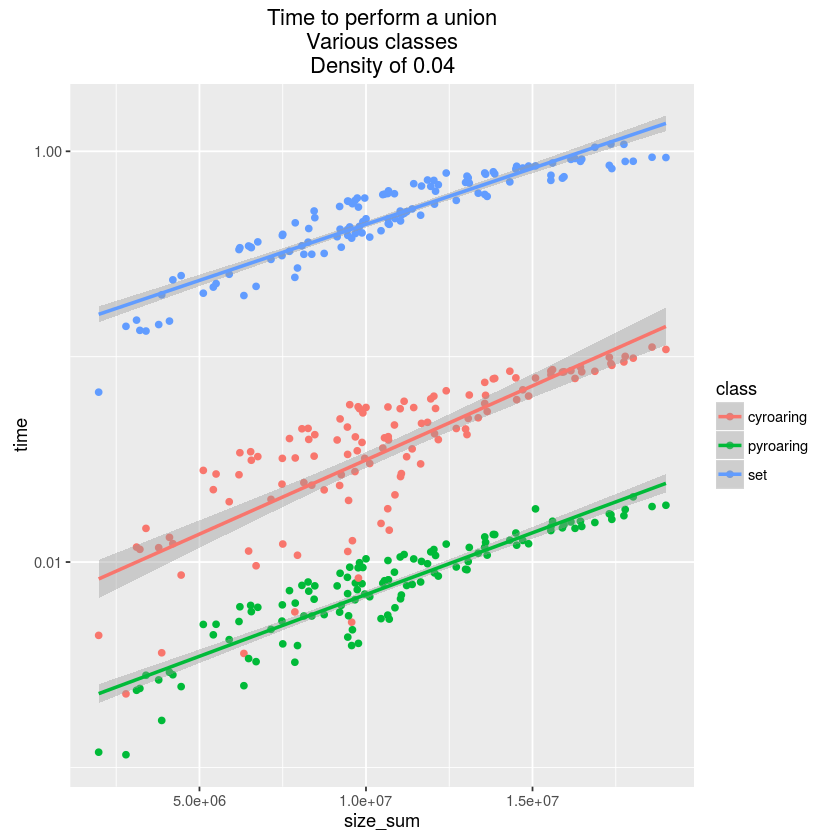 Time to perform a union
Various classes
Density of 0.04
1.00
0.01
time
5.0e+06
1.0e+07
1.5e+07
size_sum
class
cyroaring
pyroaring
set